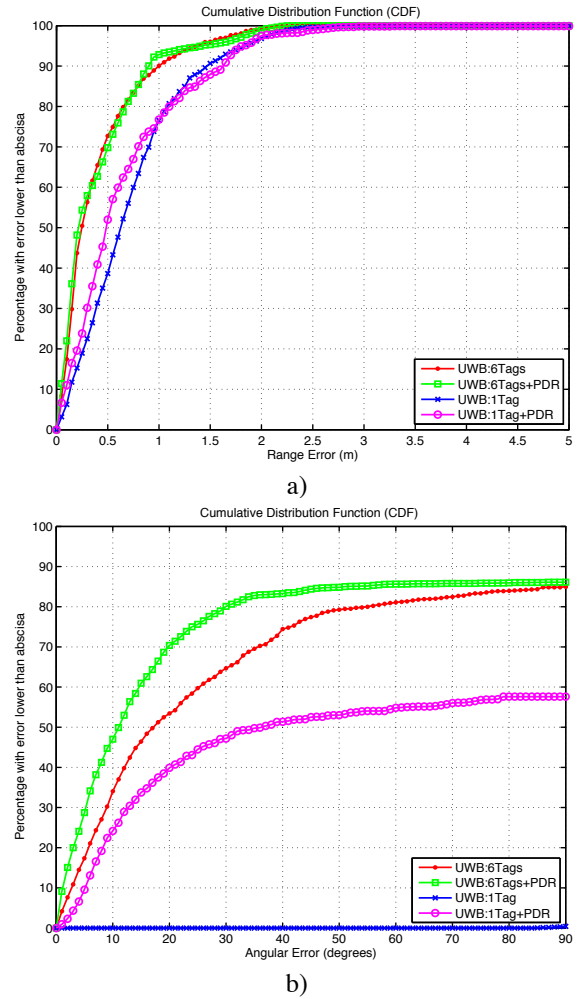 Cumulative Distribution Function (CDF)
Percentage with error lower than abscisa
100
90
80
70
60
50
40
30
20
10
0
UWB:6Tags
UWB:6Tags+PDR
UWB:1Tag
UWB:1Tag+PDR
0 0.5 1 1.5 2 2.5 3 3.5 4 4.5 5
Range Error (m)
a)
Cumulative Distribution Function (CDF)
Percentage with error lower than abscisa
100
90
80
70
60
50
40
30
20
10
0
UWB:6Tags
UWB:6Tags+PDR
UWB:1Tag
UWB:1Tag+PDR
0 10 20 30 40 50 60 70 80 90
Angular Error (degrees)
b)